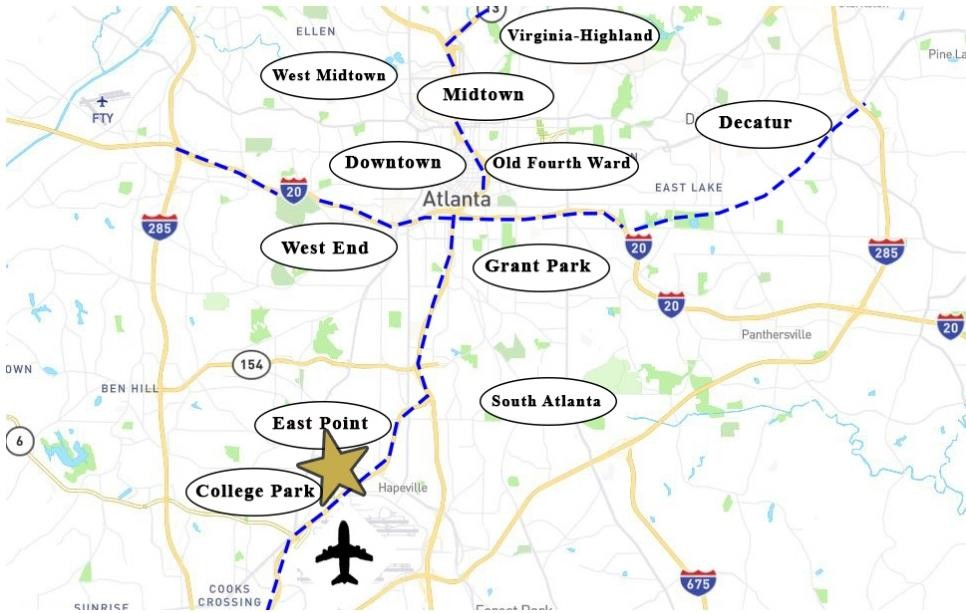 13
ELLEN
Virginia-Highland
Pine La
West Midtown
Midtown
FTY
D
Decatur
Downtown
Old Fourth Ward
N
20
EAST LAKE
Atlanta
285
West End
20
285
Grant Park
20
20
Panthersville
154
OWN
BEN HILL
South Atlanta
East Point
6
College Park
Hapeville
COOKS
CROSSING
675
SUNRISE
Forest Park